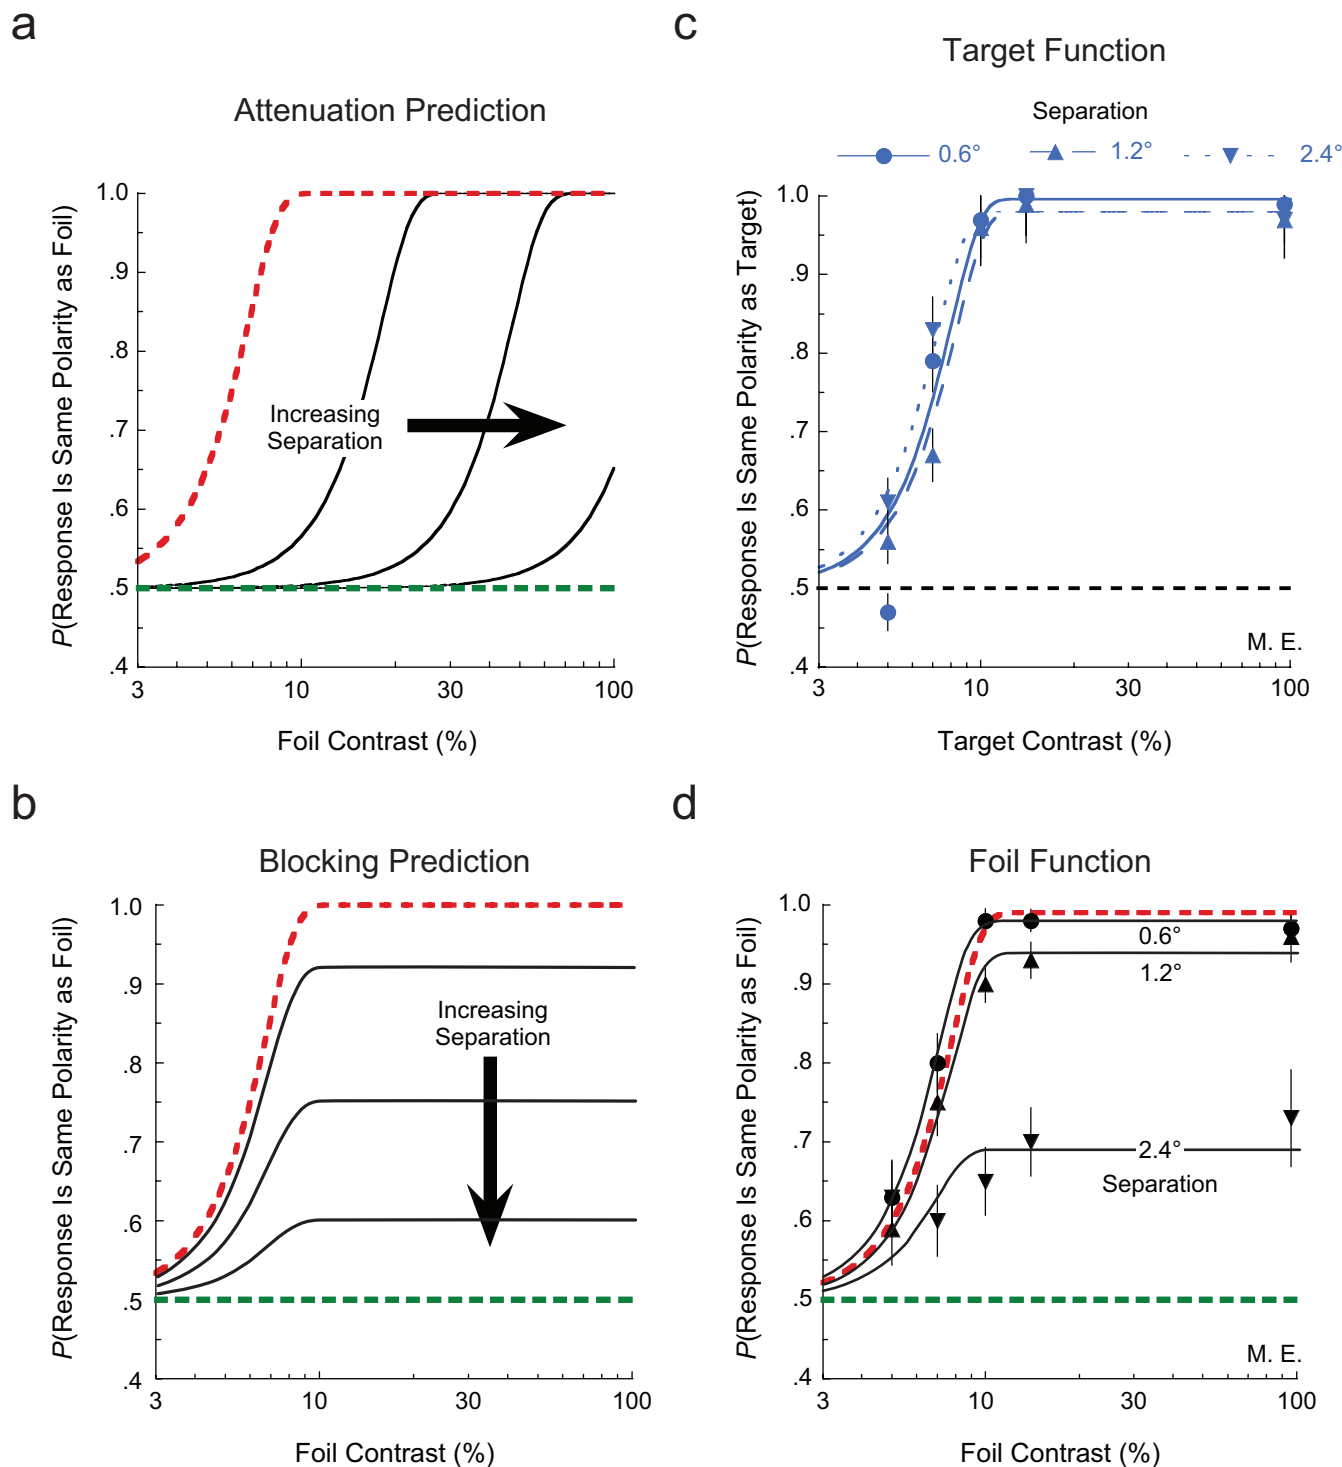 a
Attenuation Prediction
P(Response Is Same Polarity as Foil)
1.0
.9
.8
.7
.6
.5
.4
Increasing
Separation
3
10
30
100
Foil Contrast (%)
c
Target Function
Separation
0.6°
1.2°
2.4°
P(Response Is Same Polarity as Target)
1.0
.9
.8
.7
.6
.5
.4
M. E.
3
10
30
100
Target Contrast (%)
b
Blocking Prediction
P(Response Is Same Polarity as Foil)
1.0
.9
.8
.7
.6
.5
.4
Increasing
Separation
3
10
30
100
Foil Contrast (%)
d
Foil Function
P(Response Is Same Polarity as Foil)
1.0
.9
.8
.7
.6
.5
.4
0.6°
1.2°
2.4°
Separation
M. E.
3
10
30
100
Foil Contrast (%)